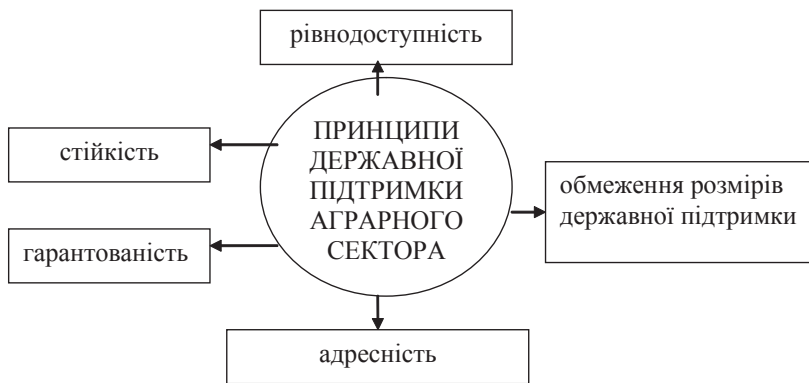 рівнодоступність
стійкість
гарантованість
ПРИНЦИПИ
ДЕРЖАВНОЇ
ПІДТРИМКИ
АГРАРНОГО
СЕКТОРА
обмеження розмірів
державної підтримки
адресність